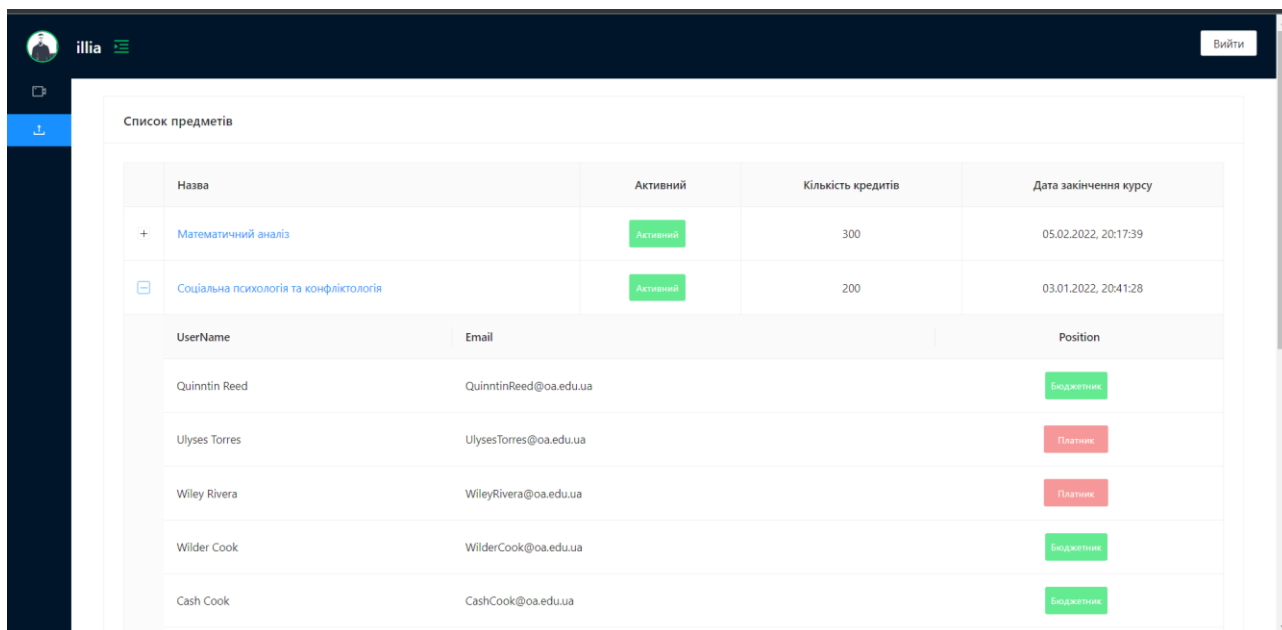 illia
Вийти
Список предметів
Назва Активний Кількість кредитів Дата закінчення курсу
+ Математичний аналіз Активний 300 05.02.2022, 20:17:39
Соціальна психологія та конфліктологія Активний 200 03.01.2022, 20:41:28
UserName Email Position
Quinntin Reed QuinntinReed@oa.edu.ua Бюджетник
Ulyses Torres UlysesTorres@oa.edu.ua Платник
Wiley Rivera WileyRivera@oa.edu.ua Платник
Wilder Cook WilderCook@oa.edu.ua Бюджетник
Cash Cook CashCook@oa.edu.ua Бюджетник